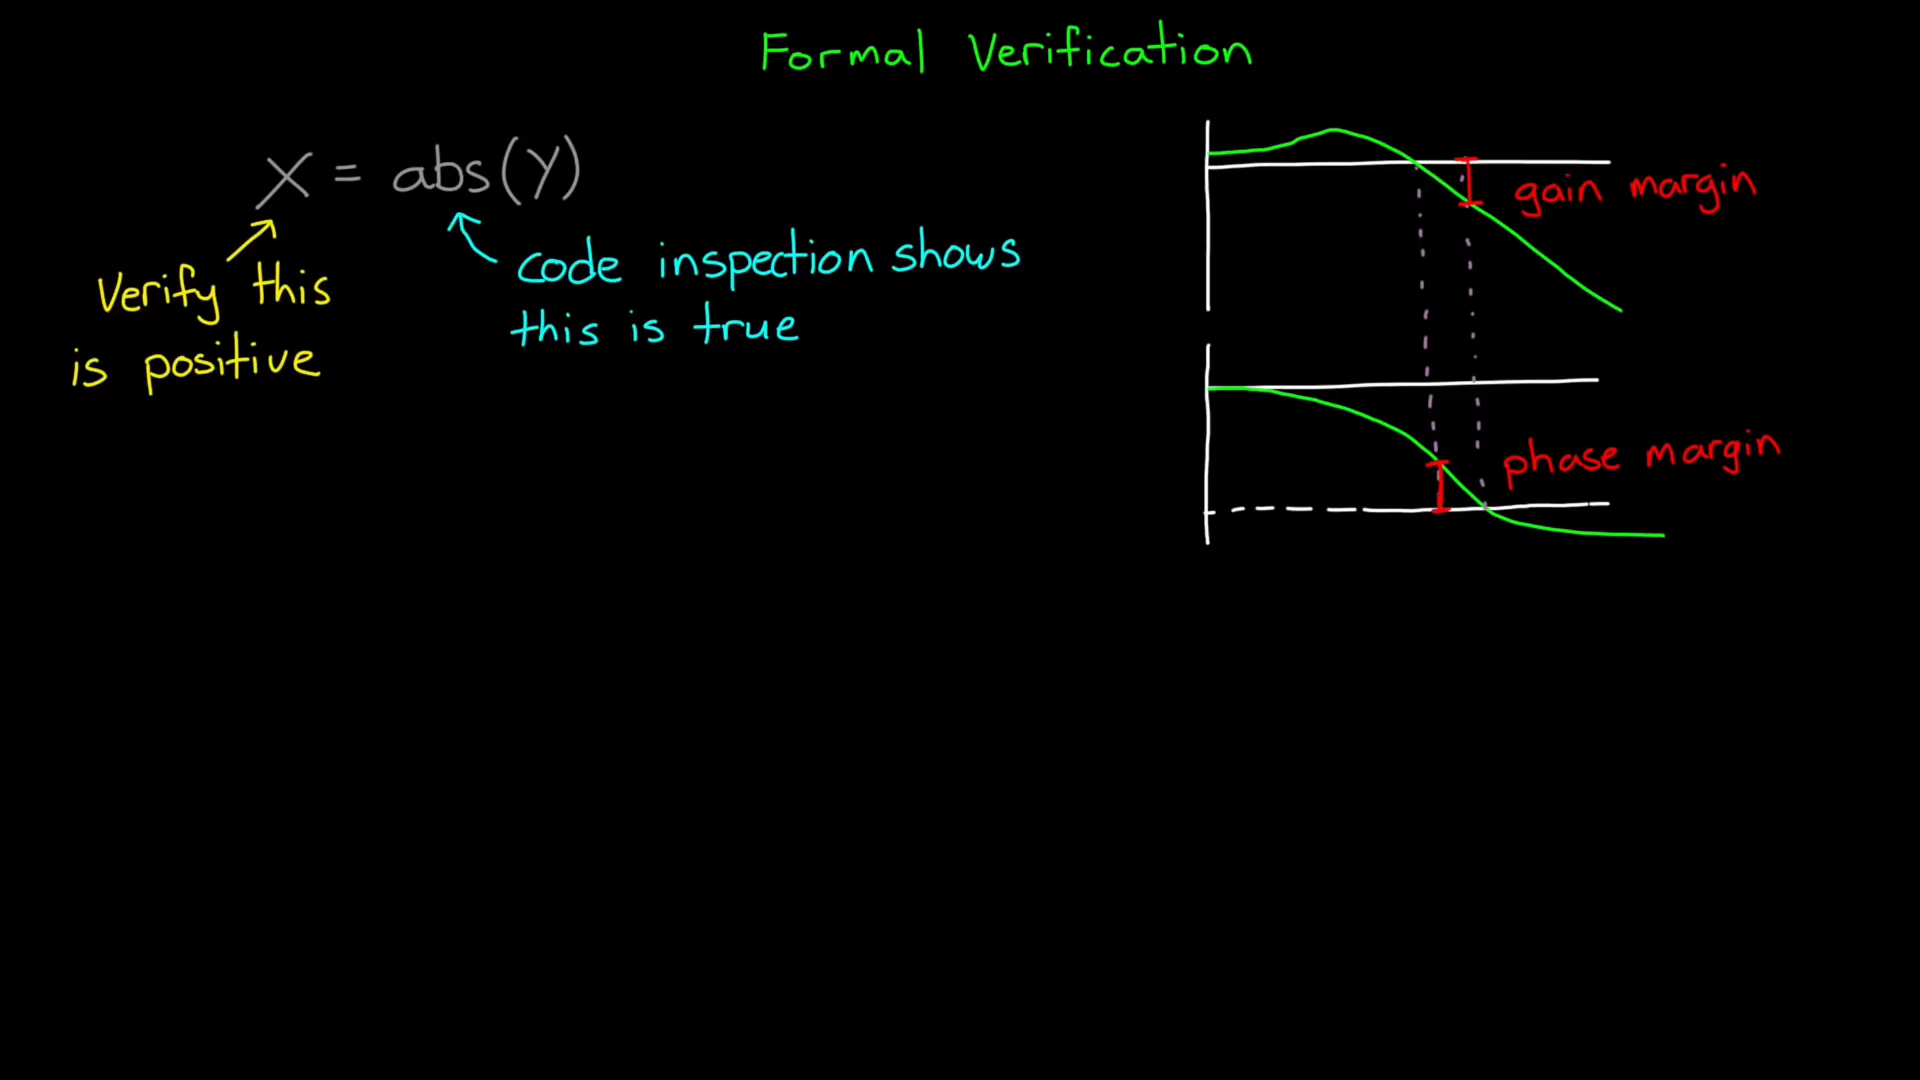 Formal Verification
X = abs(Y)
Verify this
is positive
code inspection shows
this is true
gain margin
phase margin